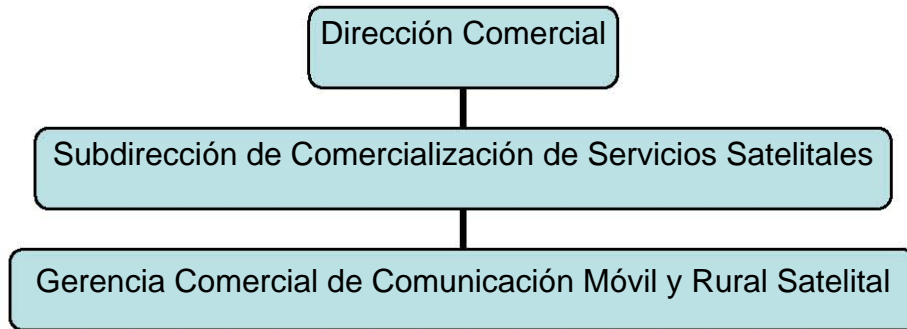 Dirección Comercial
Subdirección de Comercialización de Servicios Satelitales
Gerencia Comercial de Comunicación Móvil y Rural Satelital